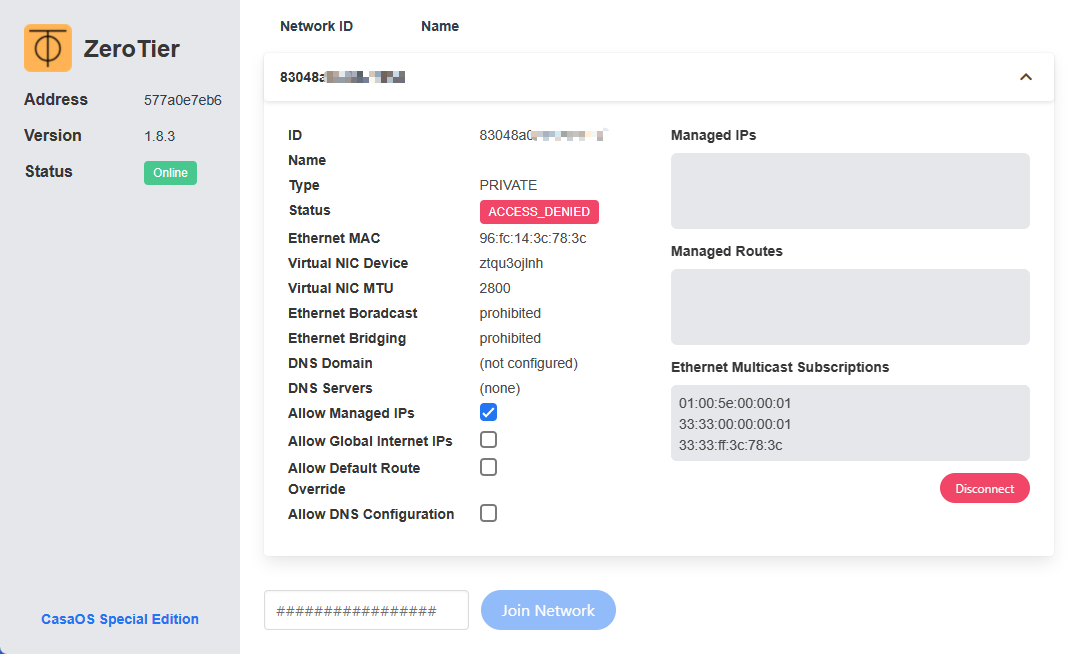 ZeroTier
Address 577a0e7eb6
Version 1.8.3
Status Online
CasaOS Special Edition
Network ID Name
83048a
ID 83048a0
Name
Type PRIVATE
Status ACCESS_DENIED
Ethernet MAC 96:fc:14:3c:78:3c
Virtual NIC Device ztqu3ojlnh
Virtual NIC MTU 2800
Ethernet Boradcast prohibited
Ethernet Bridging prohibited
DNS Domain (not configured)
DNS Servers (none)
Allow Managed IPs
Allow Global Internet IPs
Allow Default Route
Override
Allow DNS Configuration
Managed IPs
Managed Routes
Ethernet Multicast Subscriptions
01:00:5e:00:00:01
33:33:00:00:00:01
33:33:ff:3c:78:3c
Disconnect
################# Join Network